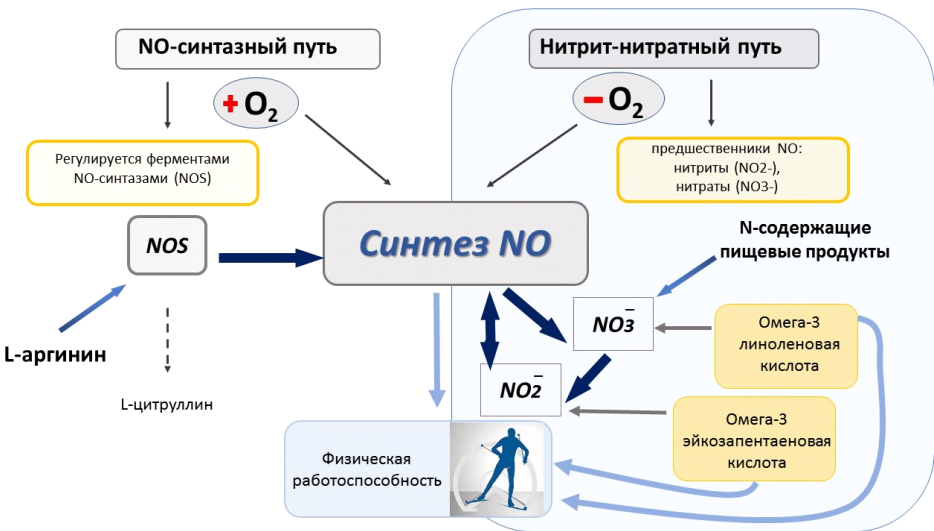 NO-синтазный путь
Нитрит-нитратный путь
+ O₂
− O₂
Регулируется ферментами
NO-синтазами (NOS)
предшественники NO:
нитриты (NO2-),
нитраты (NO3-)
NOS
Синтез NO
N-содержащие
пищевые продукты
L-аргинин
NO3‾
Омега-3
линоленовая
кислота
L-цитруллин
NO2‾
Омега-3
эйкозапентаеновая
кислота
Физическая
работоспособность